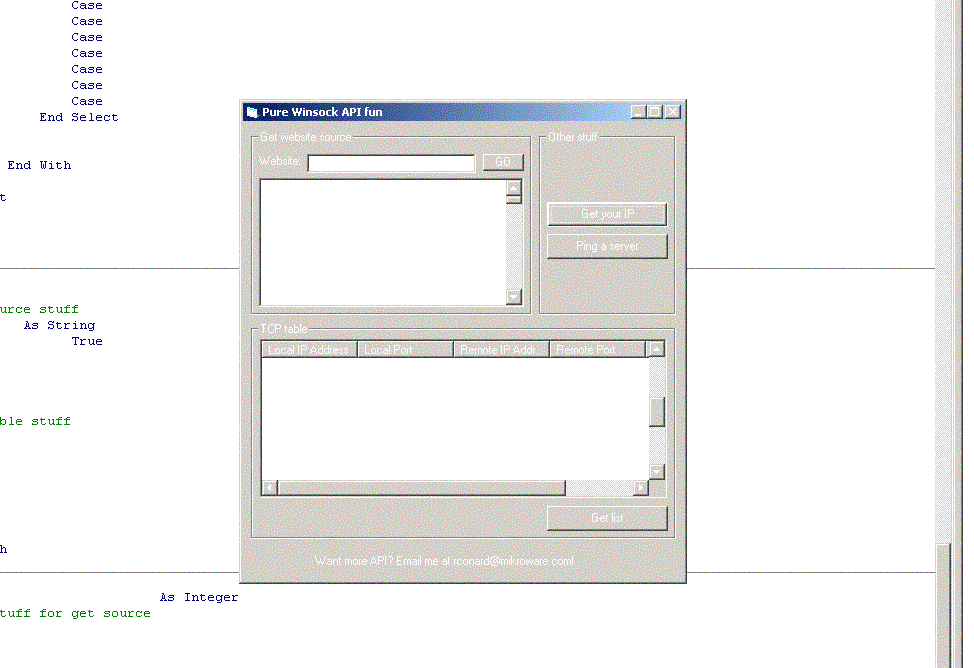 Case
Case
Case
Case
Case
Case
Case
End Select
End With
t
urce stuff
As String
True
ble stuff
h
As Integer
tuff for get source
Pure Winsock API fun
Get website source
Website:
GO
Other stuff
Get your IP
Ping a server
TCP table
Local IP Address Local Port Remote IP Addr... Remote Port
Get list
Want more API? Email me at rconard@mikroware.com!